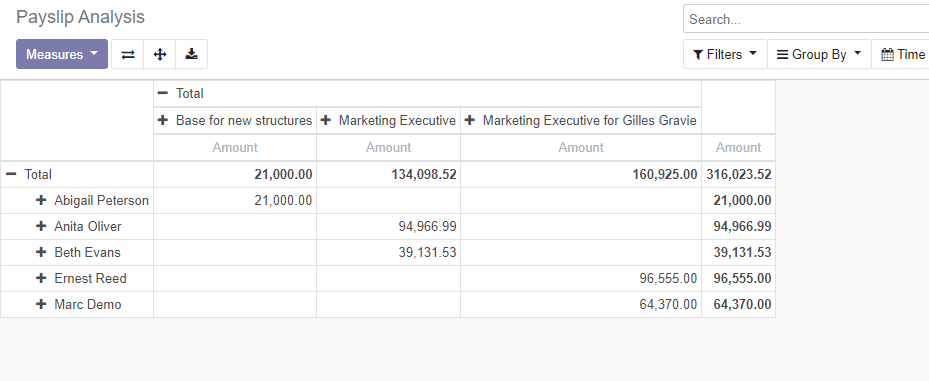 Payslip Analysis
Search...
Measures
Filters Group By Time
Total
Base for new structures Marketing Executive Marketing Executive for Gilles Gravie
Amount Amount Amount Amount
Total 21,000.00 134,098.52 160,925.00 316,023.52
Abigail Peterson 21,000.00 21,000.00
Anita Oliver 94,966.99 94,966.99
Beth Evans 39,131.53 39,131.53
Ernest Reed 96,555.00 96,555.00
Marc Demo 64,370.00 64,370.00